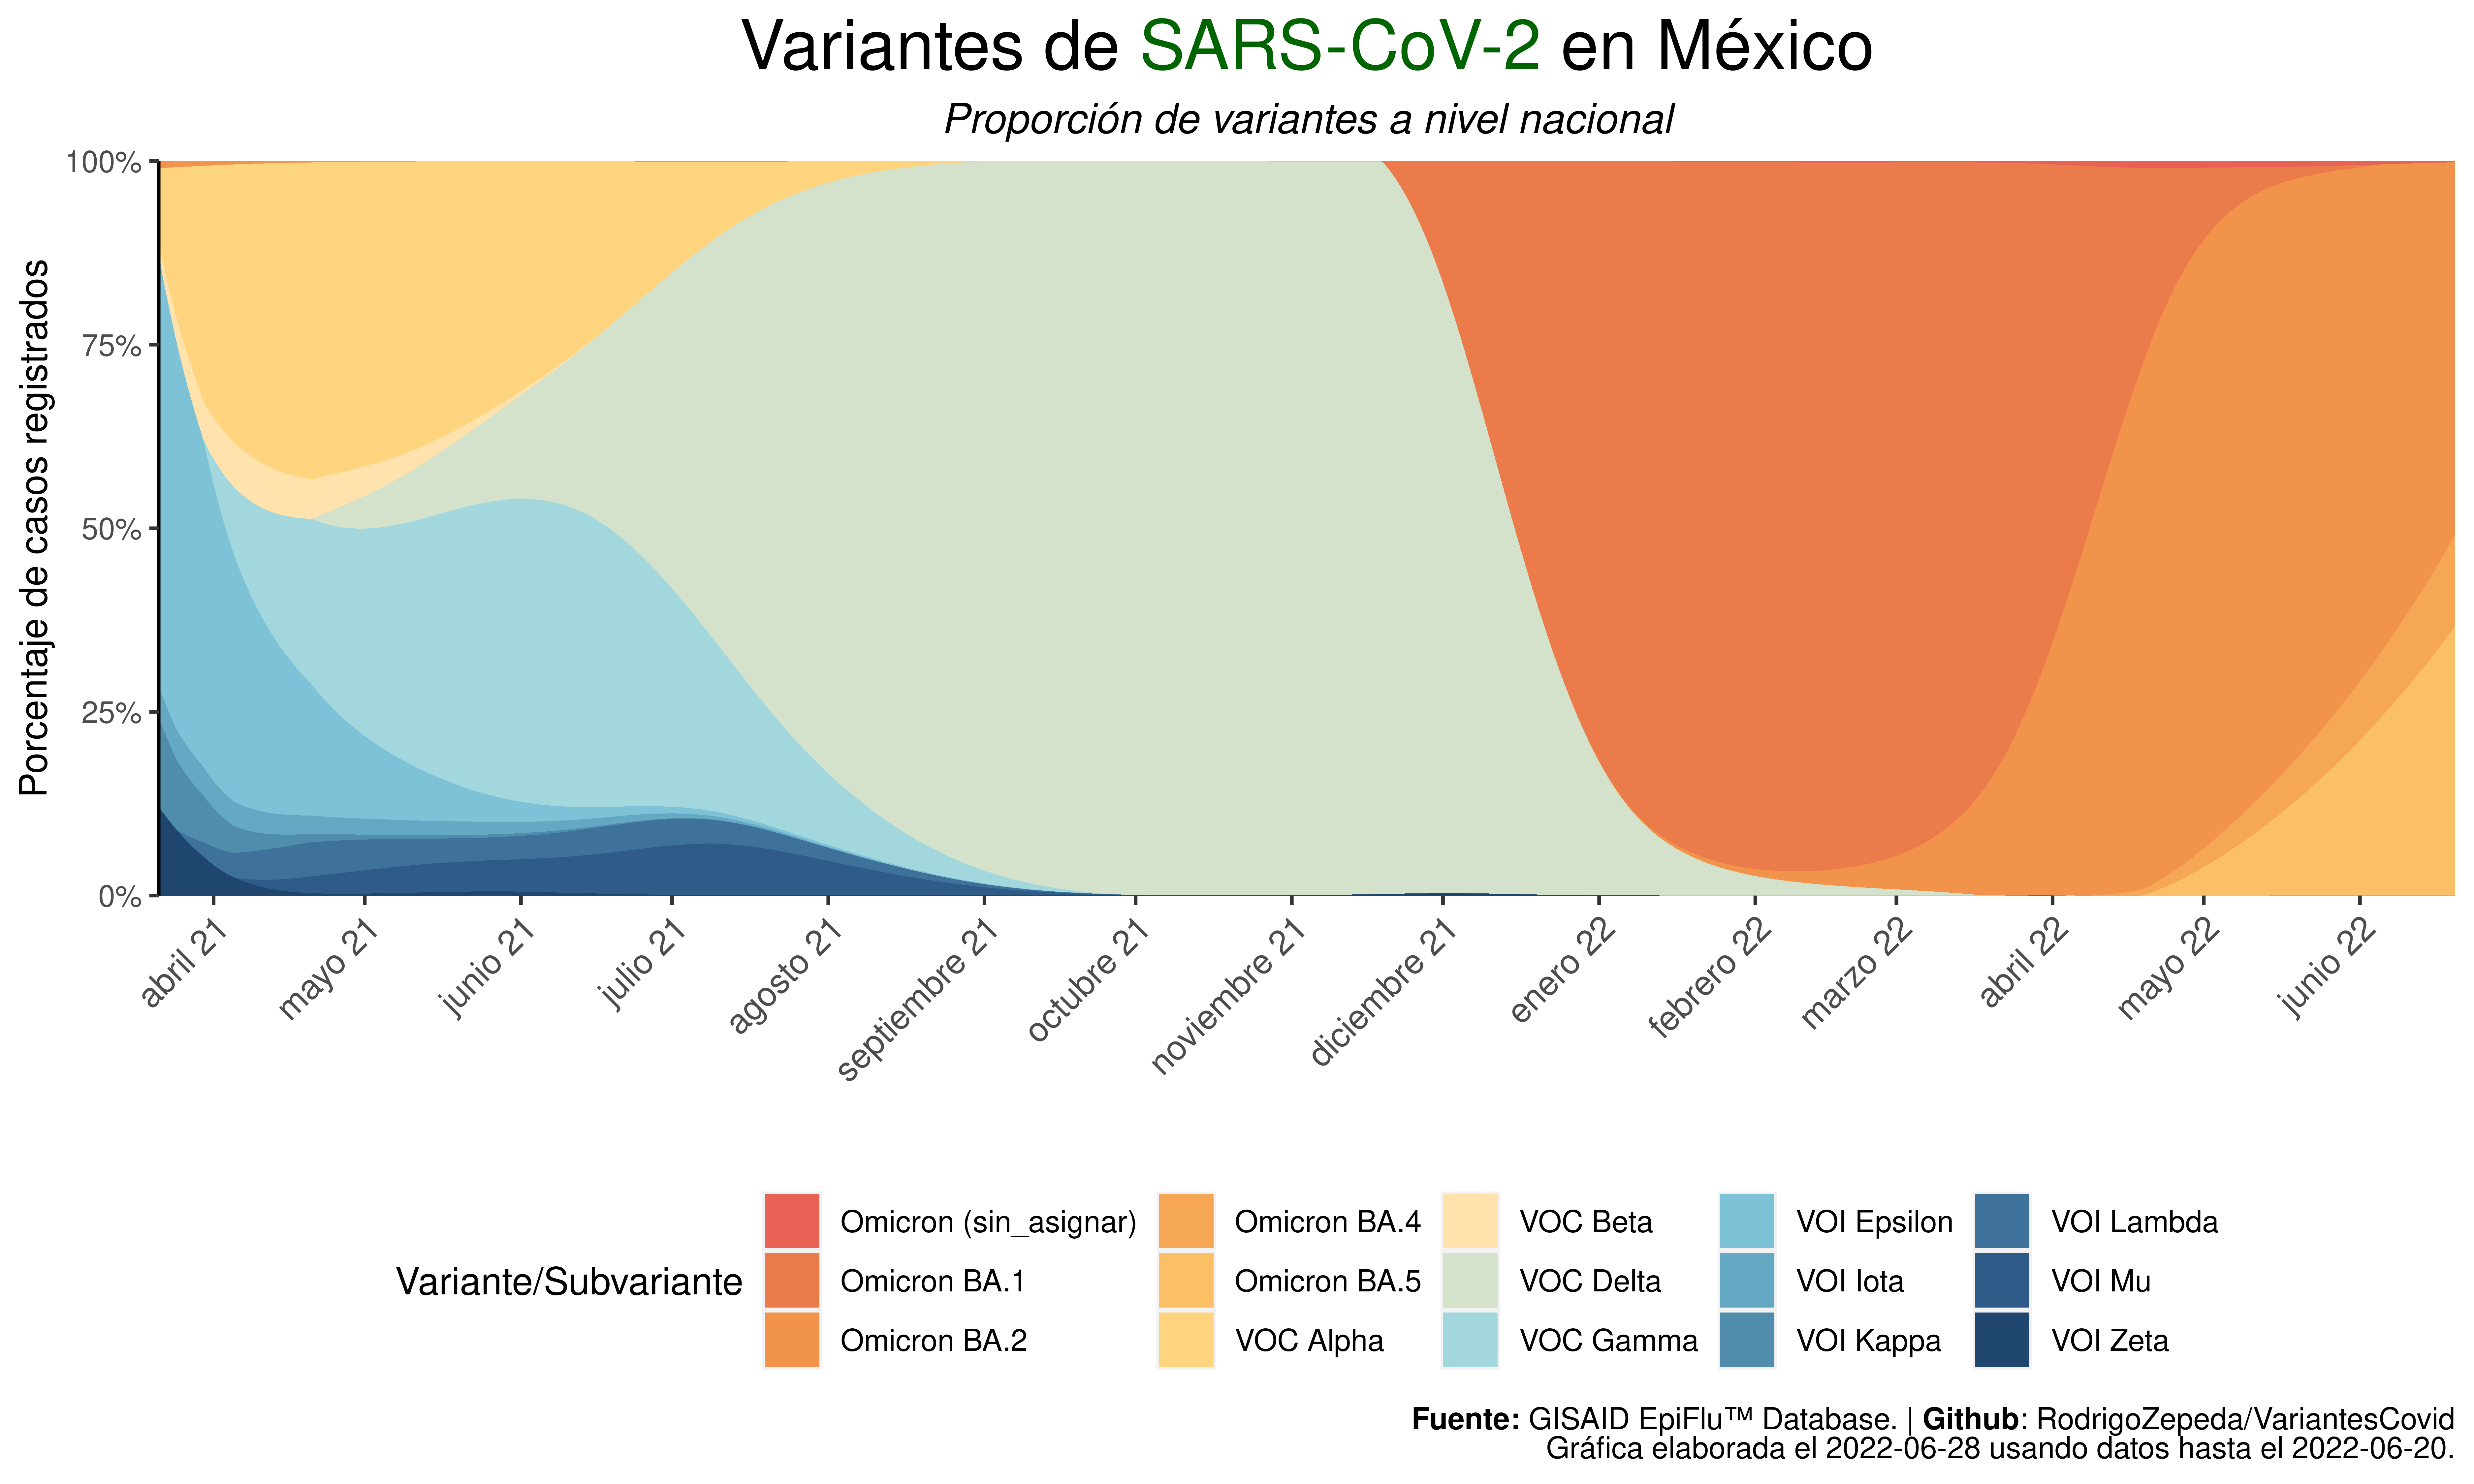 Variantes de SARS-CoV-2 en México
Proporción de variantes a nivel nacional
Porcentaje de casos registrados
100%
75%
50%
25%
0%
abril 21
mayo 21
junio 21
julio 21
agosto 21
septiembre 21
octubre 21
noviembre 21
diciembre 21
enero 22
febrero 22
marzo 22
abril 22
mayo 22
junio 22
Variante/Subvariante
Omicron (sin_asignar)
Omicron BA.1
Omicron BA.2
Omicron BA.4
Omicron BA.5
VOC Alpha
VOC Beta
VOC Delta
VOC Gamma
VOI Epsilon
VOI Iota
VOI Kappa
VOI Lambda
VOI Mu
VOI Zeta
Fuente: GISAID EpiFlu™ Database. | Github: RodrigoZepeda/VariantesCovid
Gráfica elaborada el 2022-06-28 usando datos hasta el 2022-06-20.